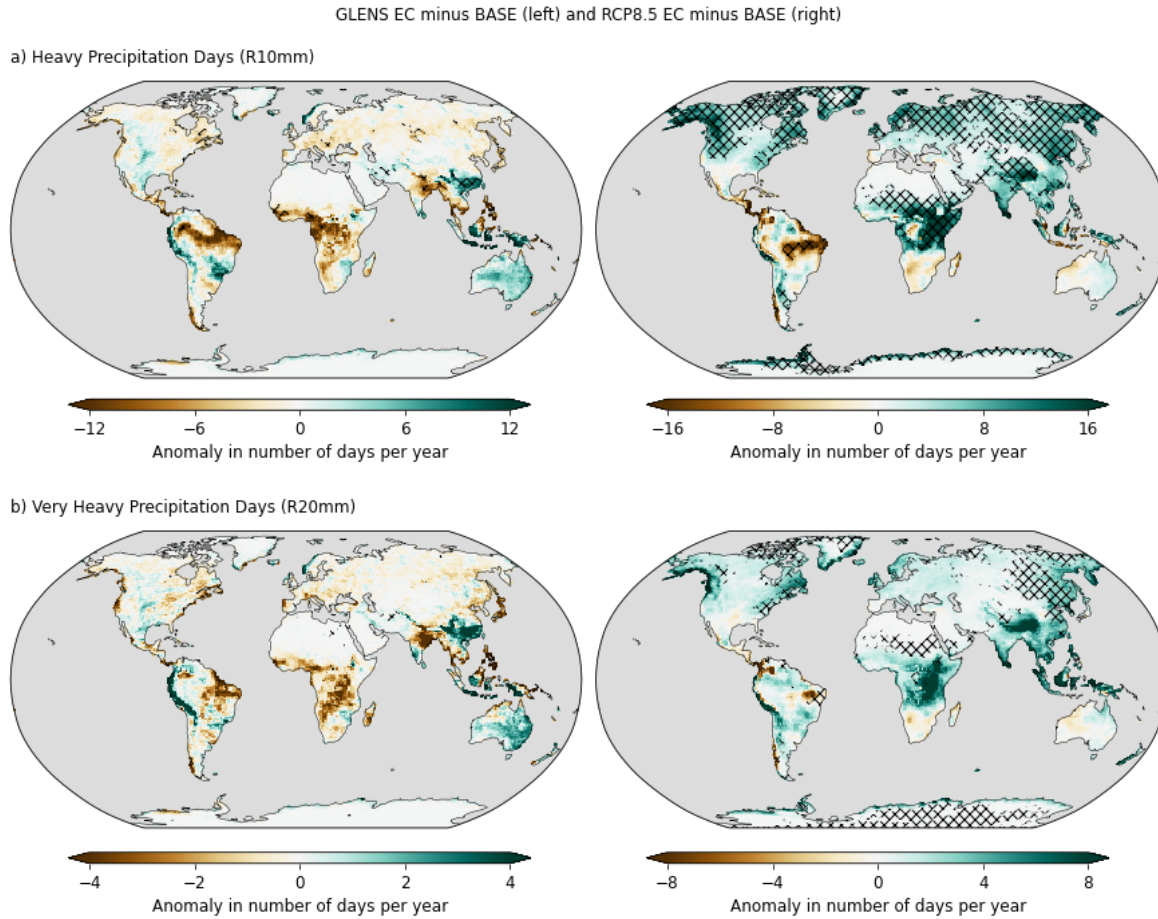 GLENS EC minus BASE (left) and RCP8.5 EC minus BASE (right)
a) Heavy Precipitation Days (R10mm)
−12 −6 0 6 12
Anomaly in number of days per year
−16 −8 0 8 16
Anomaly in number of days per year
b) Very Heavy Precipitation Days (R20mm)
−4 −2 0 2 4
Anomaly in number of days per year
−8 −4 0 4 8
Anomaly in number of days per year